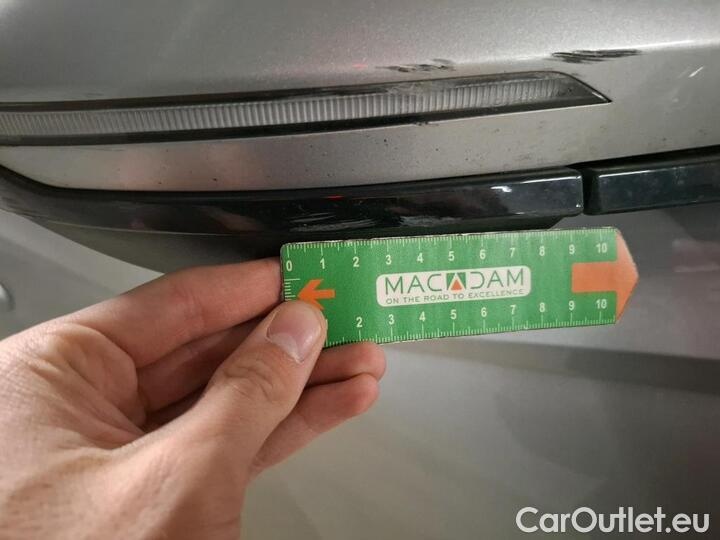 0 1 2 3 4 5 6 7 8 9 10
MACADAM
ON THE ROAD TO EXCELLENCE
2 3 4 5 6 7 8 9 10
CarOutlet.eu